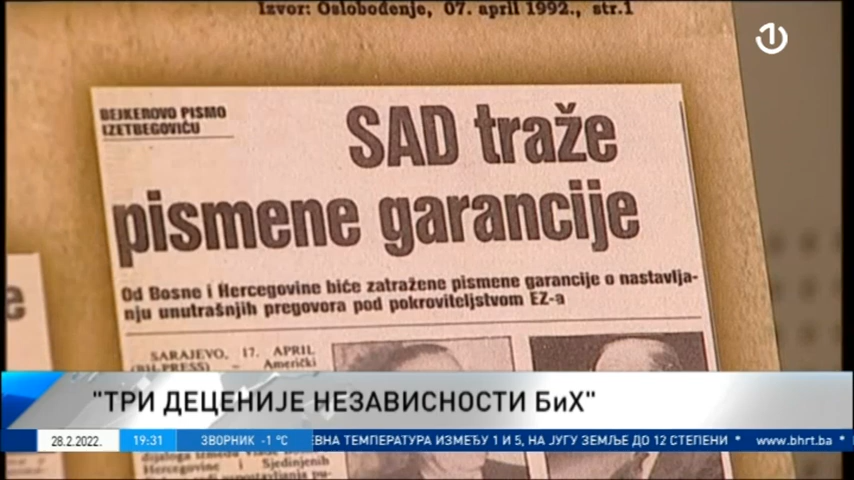 Izvor: Oslobođenje, 07. april 1992., str.1
1
BEJKEROVO PISMO
IZETBEGOVIĆU
SAD traže
pismene garancije
Od Bosne i Hercegovine biće zatražene pismene garancije o nastavlja-
nju unutrašnjih pregovora pod pokroviteljstvom EZ-a
e
SARAJEVO, 17. APRIL
(BH-PRESS) – Američki
"ТРИ ДЕЦЕНИЈЕ НЕЗАВИСНОСТИ БиХ"
28.2.2022. 19:31 ЗВОРНИК -1 °C ЕВНА ТЕМПЕРАТУРА ИЗМЕЂУ 1 И 5, НА ЈУГУ ЗЕМЉЕ ДО 12 СТЕПЕНИ * www.bhrt.ba *
Hercegovine i Sjedinjenih